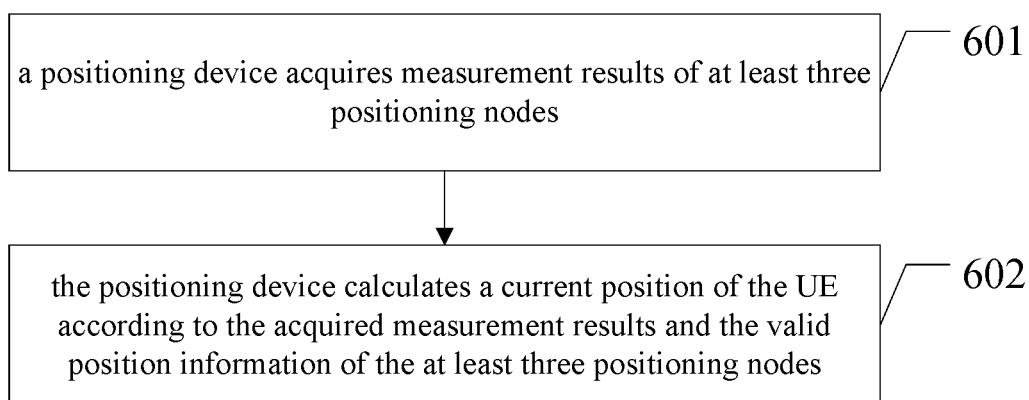 a positioning device acquires measurement results of at least three
positioning nodes
601
the positioning device calculates a current position of the UE
according to the acquired measurement results and the valid
position information of the at least three positioning nodes
602